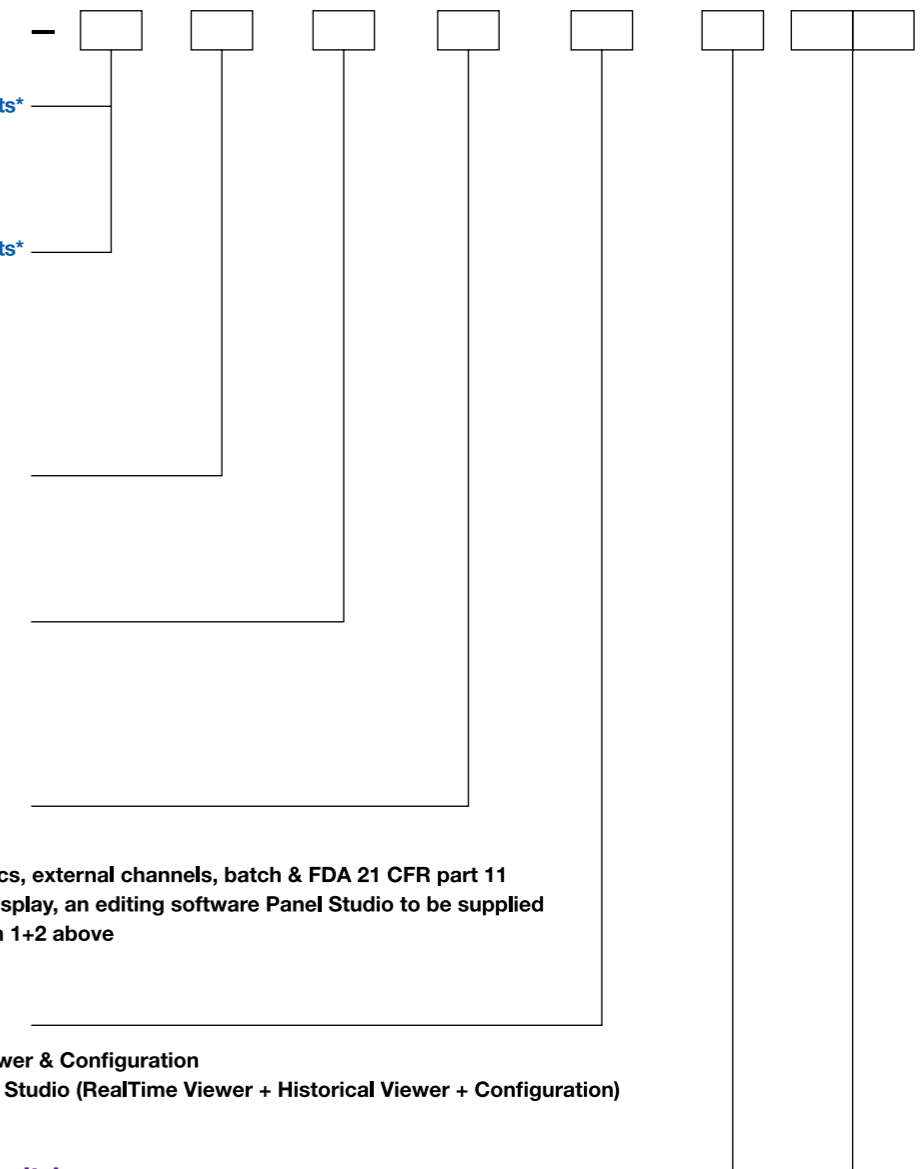 ts*
ts*
cs, external channels, batch & FDA 21 CFR part 11
splay, an editing software Panel Studio to be supplied
1+2 above
wer & Configuration
Studio (RealTime Viewer + Historical Viewer + Configuration)